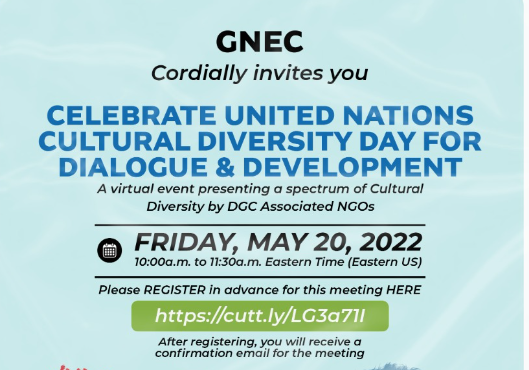 GNEC
Cordially invites you
CELEBRATE UNITED NATIONS
CULTURAL DIVERSITY DAY FOR
DIALOGUE & DEVELOPMENT
A virtual event presenting a spectrum of Cultural
Diversity by DGC Associated NGOs
FRIDAY, MAY 20, 2022
10:00a.m. to 11:30a.m. Eastern Time (Eastern US)
Please REGISTER in advance for this meeting HERE
https://cutt.ly/LG3a71I
After registering, you will receive a
confirmation email for the meeting